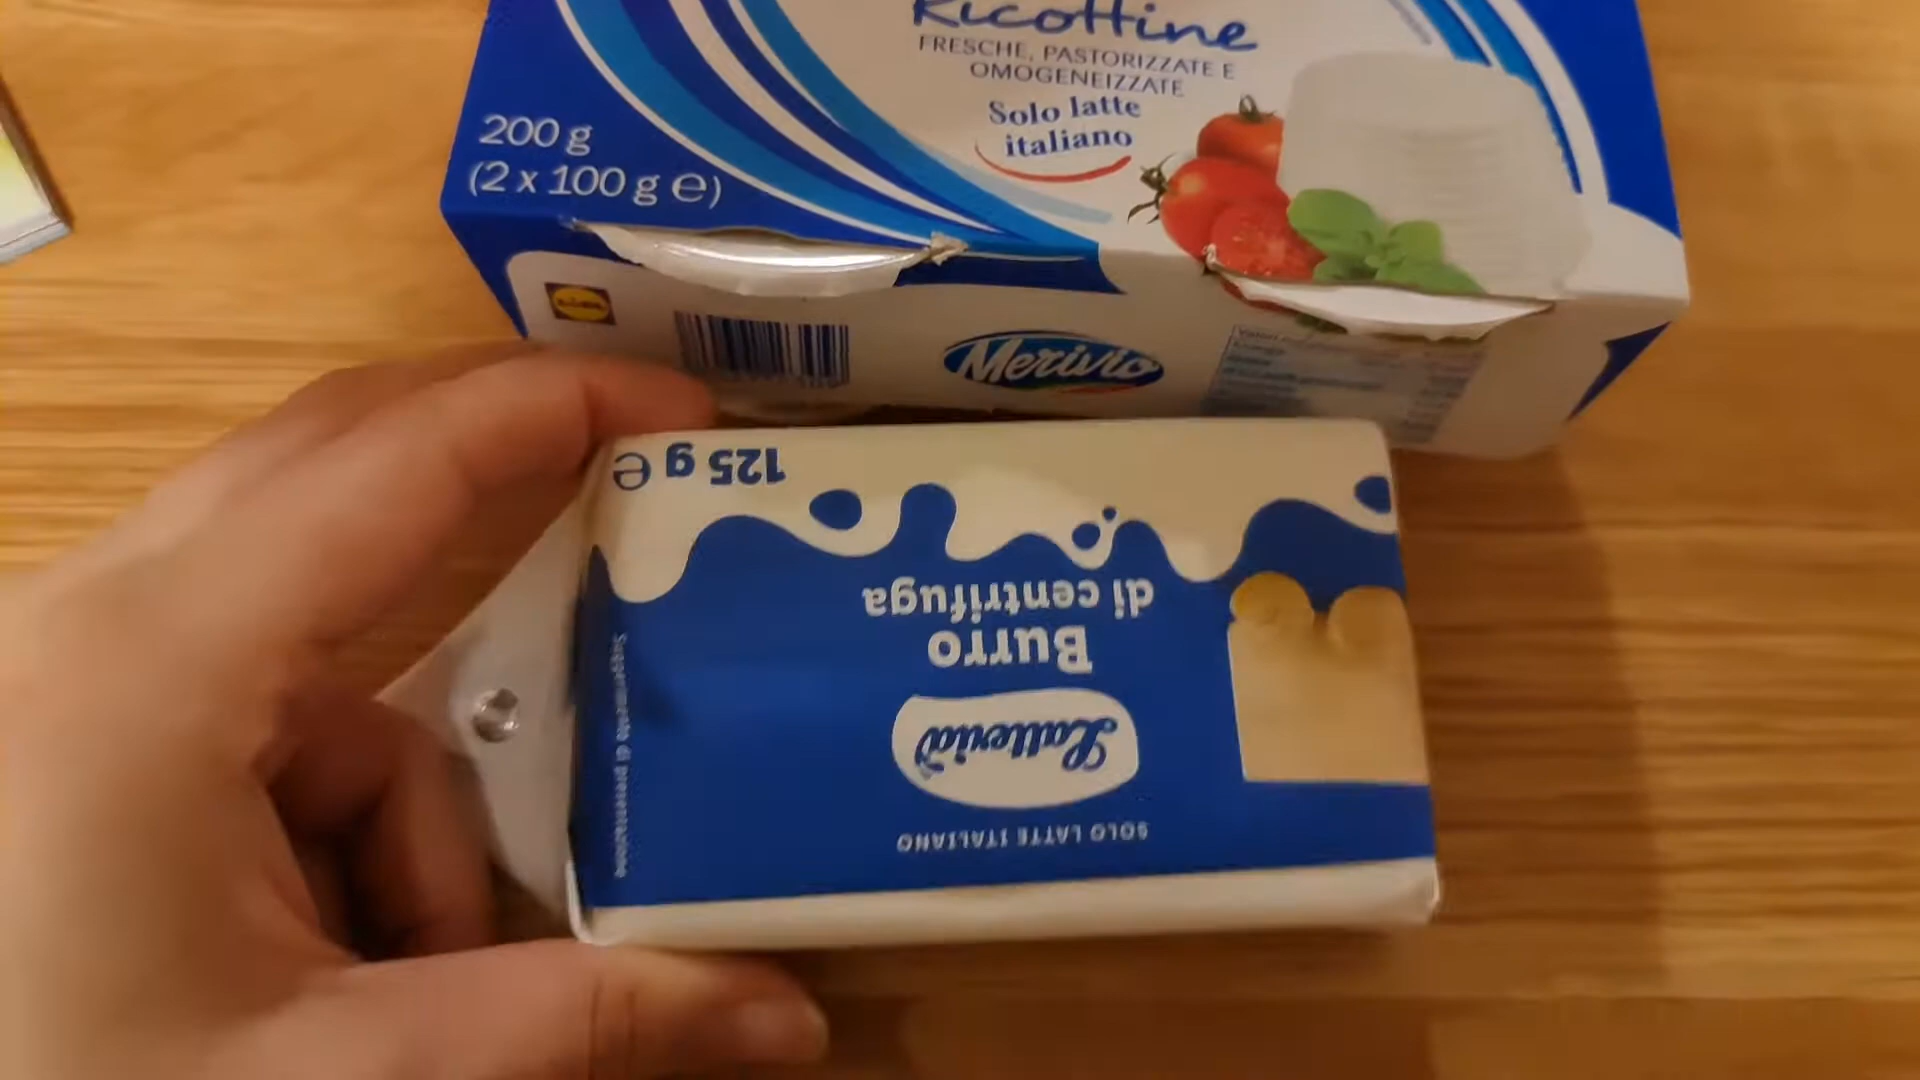 Ricottine
FRESCHE, PASTORIZZATE E
OMOGENEIZZATE
Solo latte
italiano
200 g
(2 x 100 g ℮)
Merivio
SOLO LATTE ITALIANO
Latteria
Burro
di centrifuga
125 g ℮
Suggerimento di presentazione